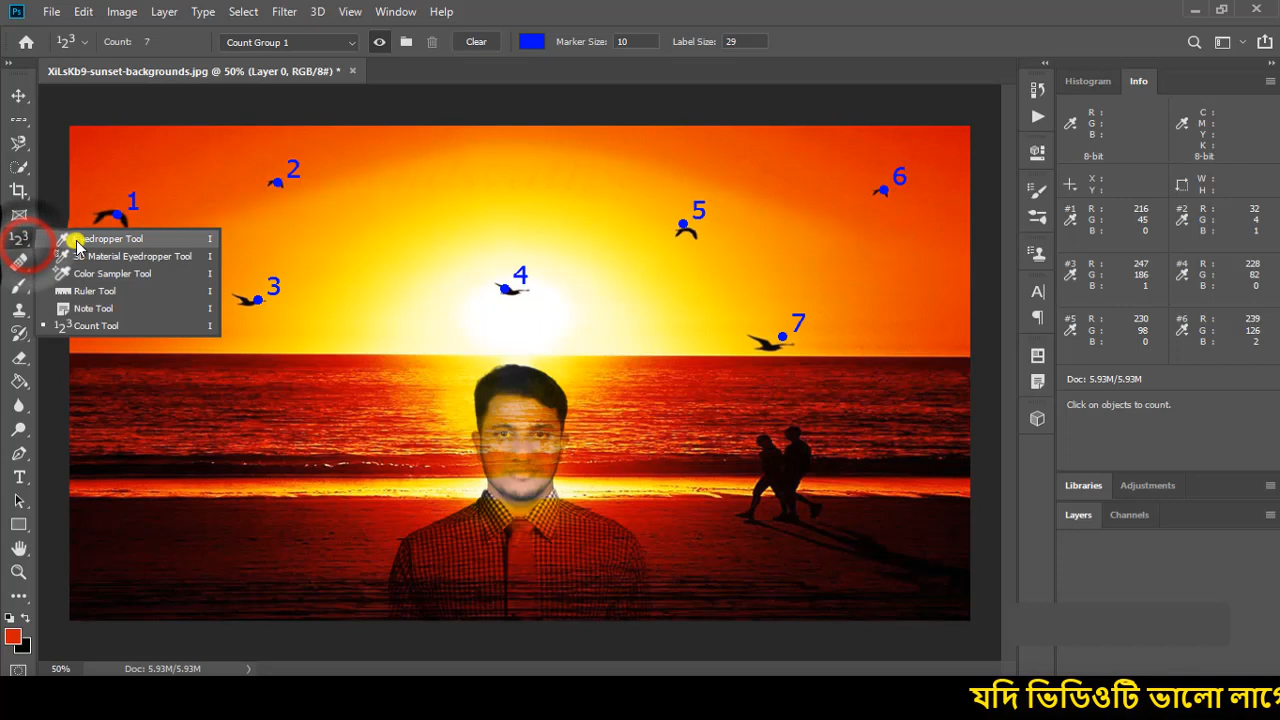 Ps File Edit Image Layer Type Select Filter 3D View Window Help
123 Count: 7 Count Group 1 Clear Marker Size: 10 Label Size: 29
XiLsKb9-sunset-backgrounds.jpg @ 50% (Layer 0, RGB/8#) * ×
Histogram Info
R: C:
G: M:
B: Y:
K:
8-bit 8-bit
X: W:
Y: H:
#1 R: 216 #2 R: 32
G: 45 G: 4
B: 0 B: 1
#3 R: 247 #4 R: 228
G: 186 G: 82
B: 1 B: 0
#5 R: 230 #6 R: 239
G: 98 G: 126
B: 0 B: 2
Doc: 5.93M/5.93M
Click on objects to count.
Libraries Adjustments
Layers Channels
1
2
3
4
5
6
7
123
I
3D Material Eyedropper Tool I
Color Sampler Tool I
Ruler Tool I
Note Tool I
123 Count Tool I
50% Doc: 5.93M/5.93M
যদি ভিডিওটি ভালো